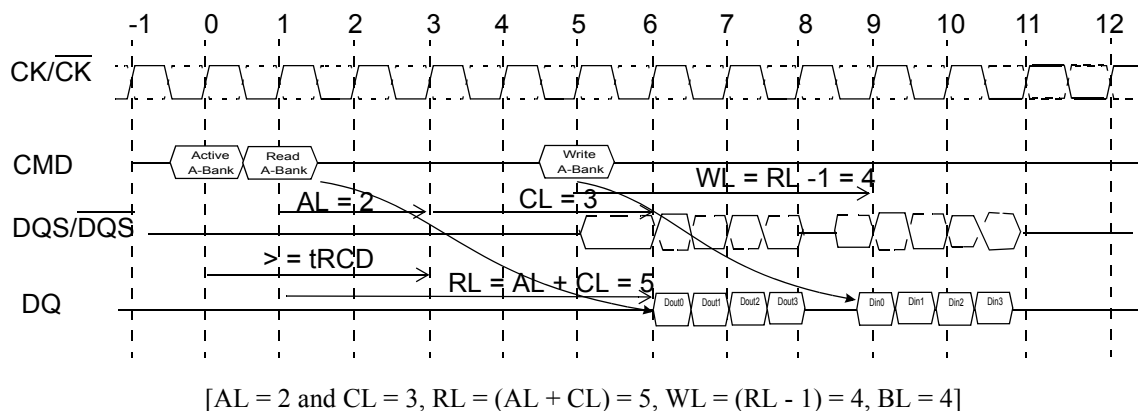 -1 0 1 2 3 4 5 6 7 8 9 10 11 12
CK/CK
CMD
Active
A-Bank
Read
A-Bank
Write
A-Bank
WL = RL -1 = 4
AL = 2
CL = 3
DQS/DQS
> = tRCD
RL = AL + CL = 5
DQ
Dout0 Dout1 Dout2 Dout3 Din0 Din1 Din2 Din3
[AL = 2 and CL = 3, RL = (AL + CL) = 5, WL = (RL - 1) = 4, BL = 4]